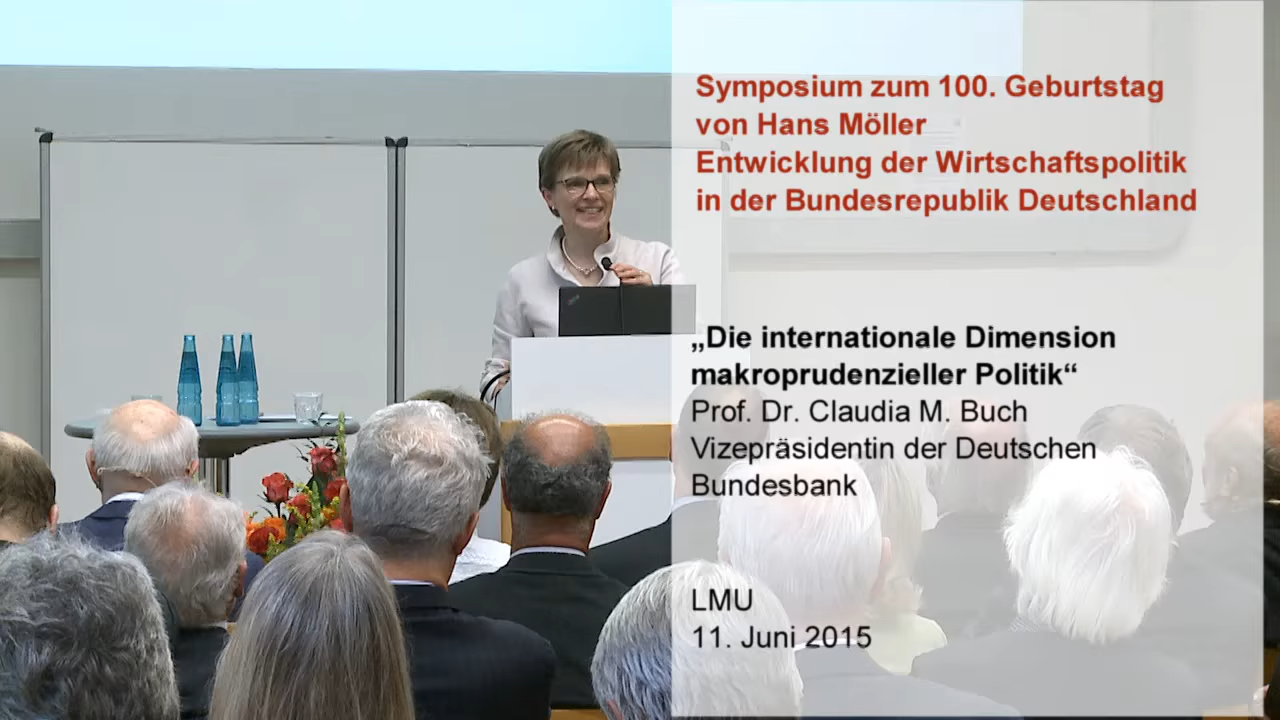 Symposium zum 100. Geburtstag
von Hans Möller
Entwicklung der Wirtschaftspolitik
in der Bundesrepublik Deutschland
„Die internationale Dimension
makroprudenzieller Politik“
Prof. Dr. Claudia M. Buch
Vizepräsidentin der Deutschen
Bundesbank
LMU
11. Juni 2015